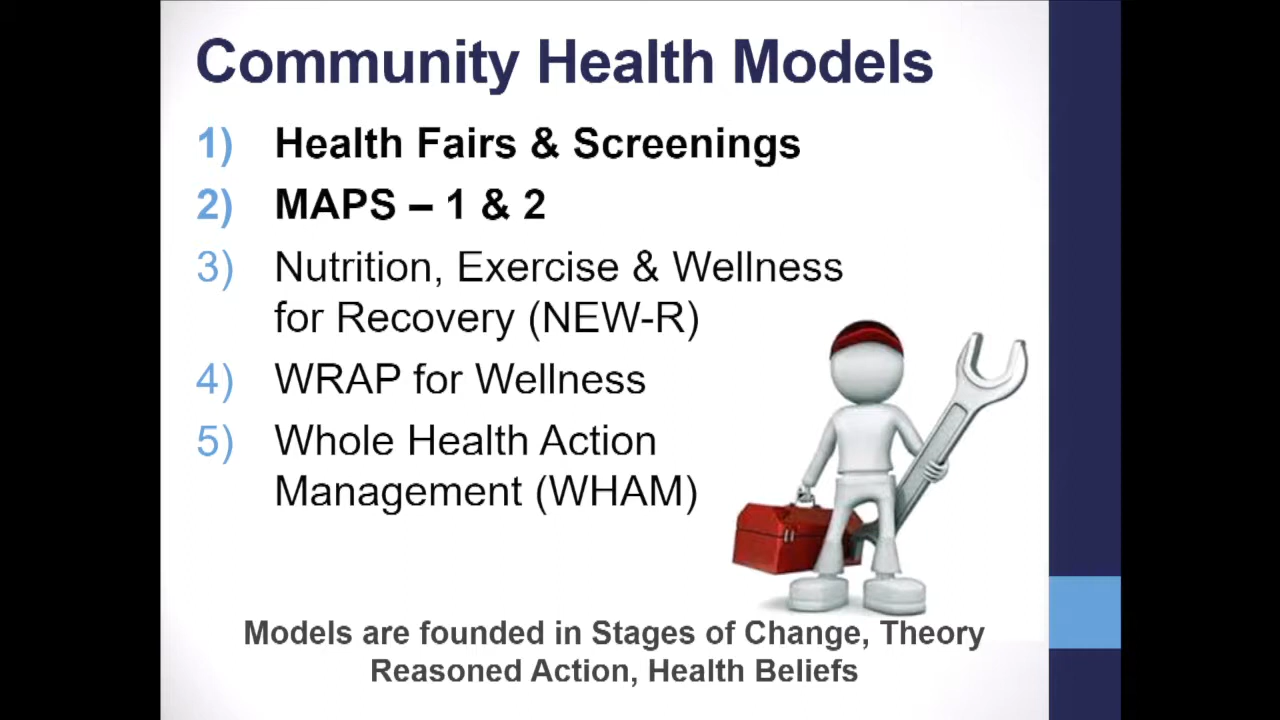 Community Health Models
1) Health Fairs & Screenings
2) MAPS – 1 & 2
3) Nutrition, Exercise & Wellness
for Recovery (NEW-R)
4) WRAP for Wellness
5) Whole Health Action
Management (WHAM)
Models are founded in Stages of Change, Theory
Reasoned Action, Health Beliefs